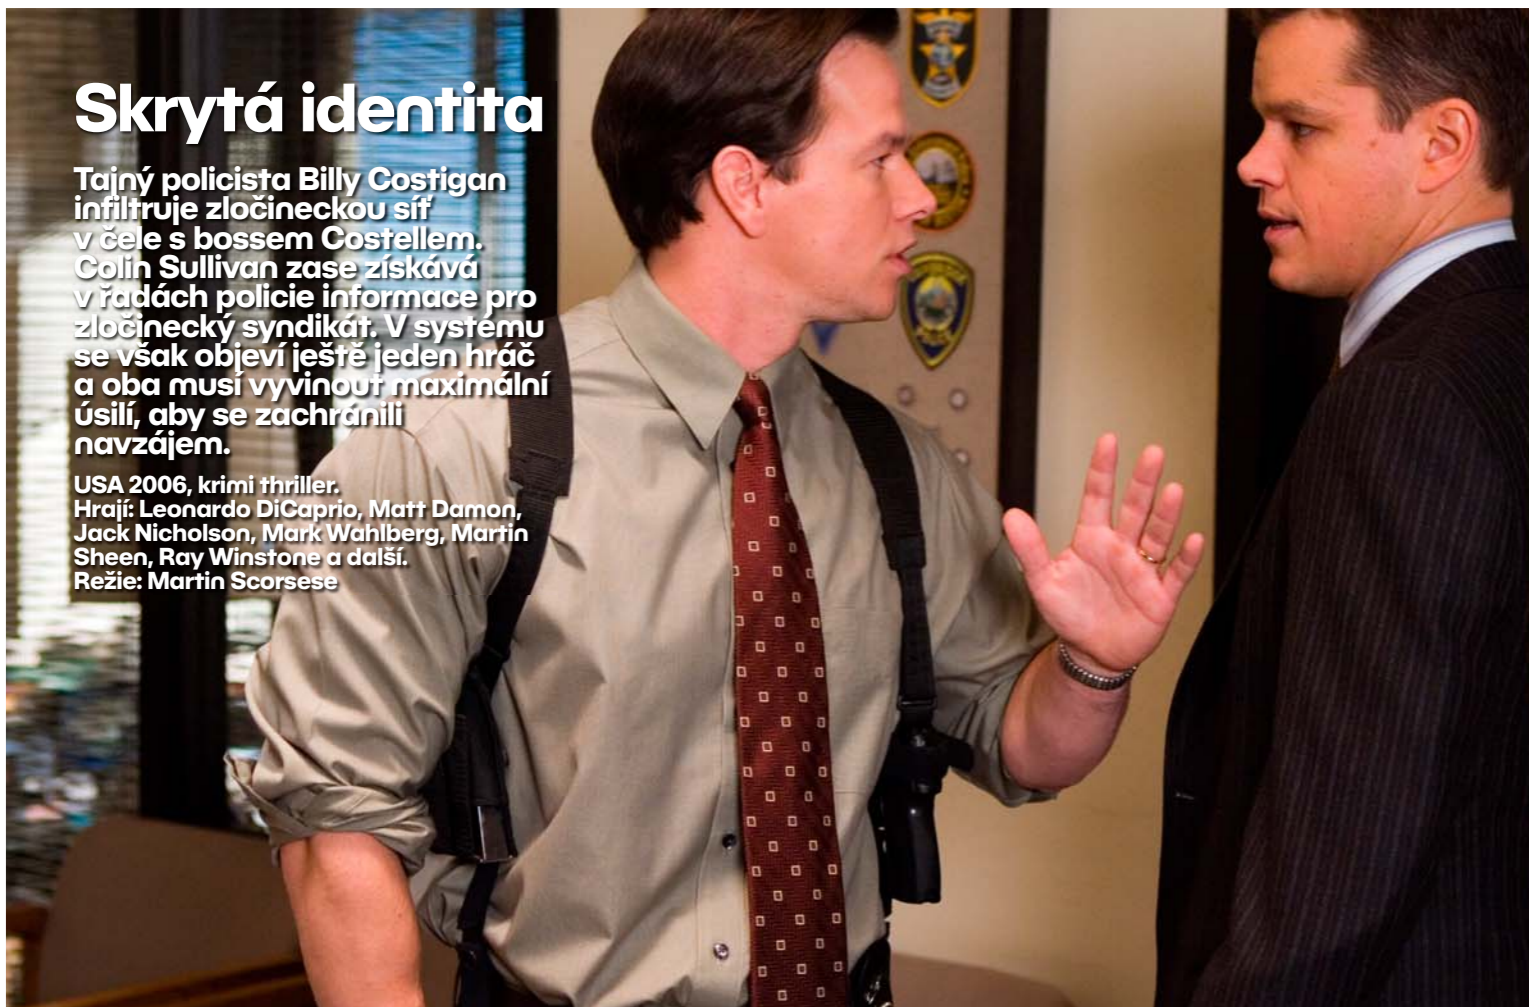 Skrytá identita
Tajný policista Billy Costigan
infiltruje zločineckou síť
v čele s bossem Costellem.
Colin Sullivan zase získává
v řadách policie informace pro
zločinecký syndikát. V systému
se však objeví ještě jeden hráč
a oba musí vyvinout maximální
úsilí, aby se zachránili
navzájem.
USA 2006, krimi thriller.
Hrají: Leonardo DiCaprio, Matt Damon,
Jack Nicholson, Mark Wahlberg, Martin
Sheen, Ray Winstone a další.
Režie: Martin Scorsese